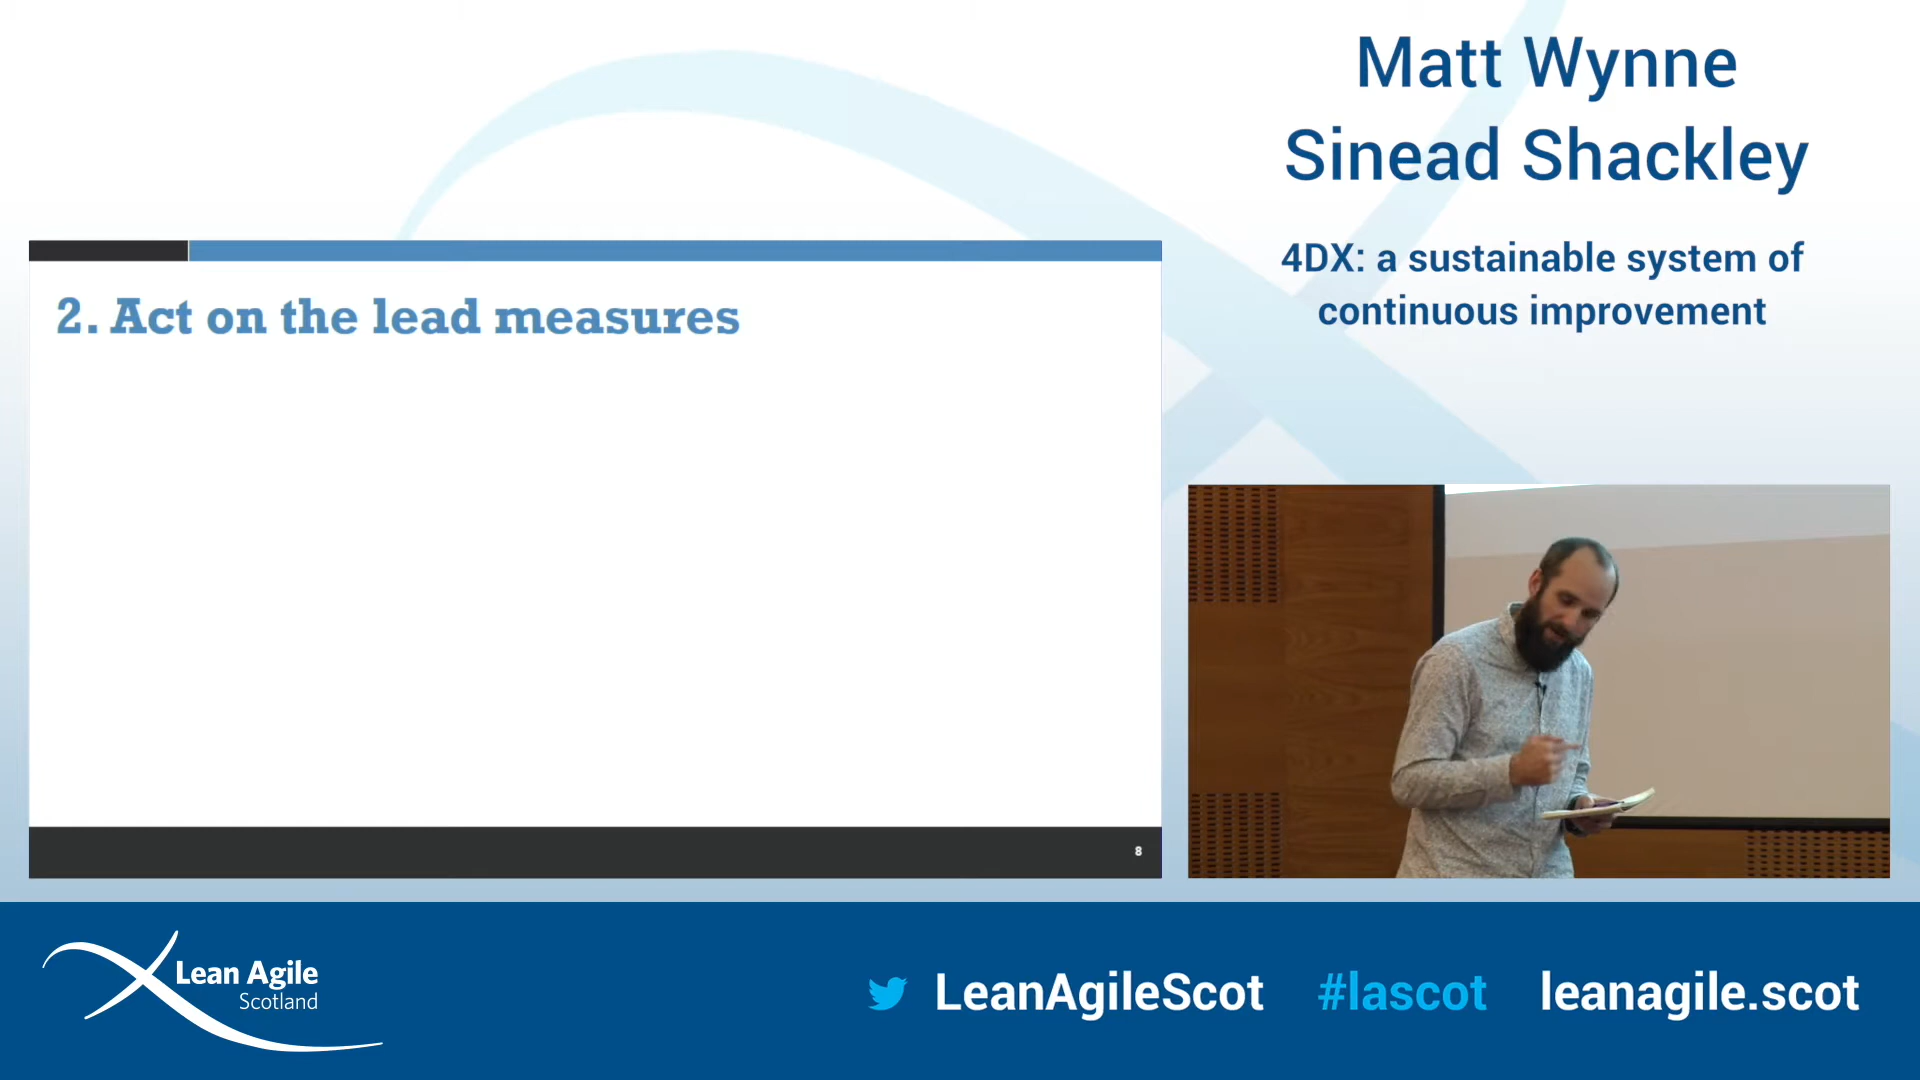 Matt Wynne
Sinead Shackley
4DX: a sustainable system of
continuous improvement
2. Act on the lead measures
8
Lean Agile
Scotland
LeanAgileScot #lascot leanagile.scot